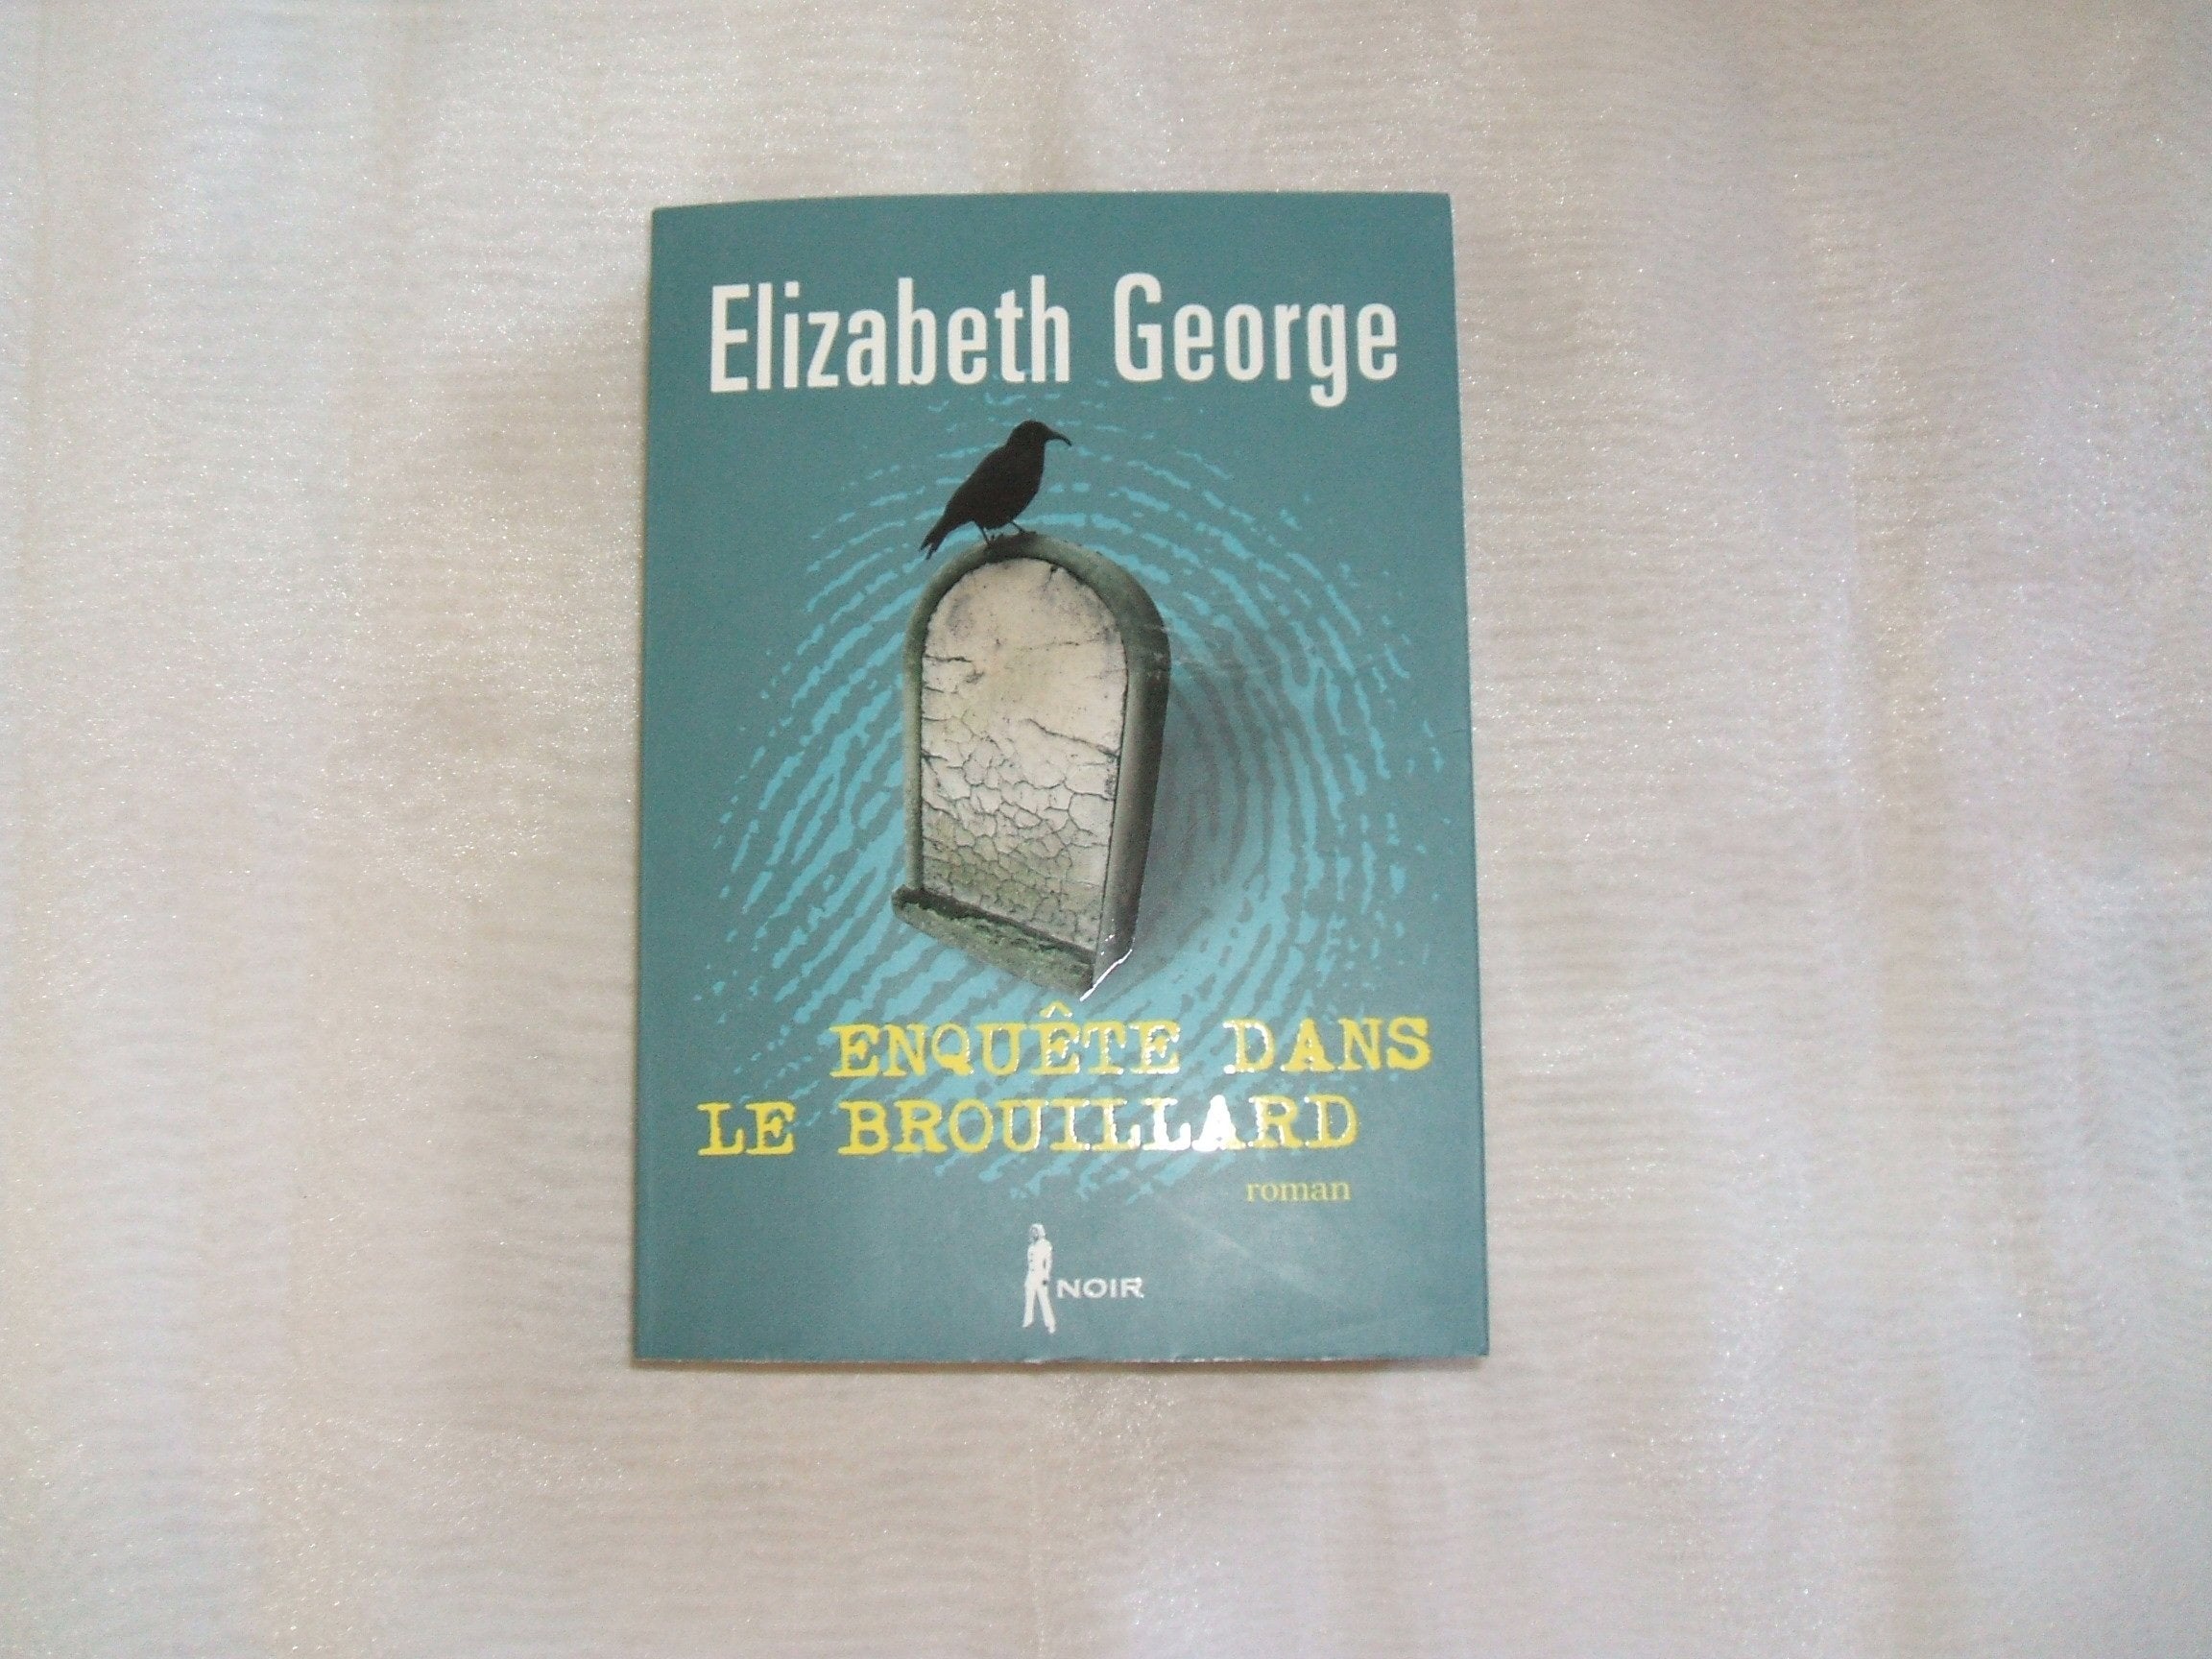 Elizabeth George
ENQUÊTE DANS
LE BROUILLARD
roman
NOIR